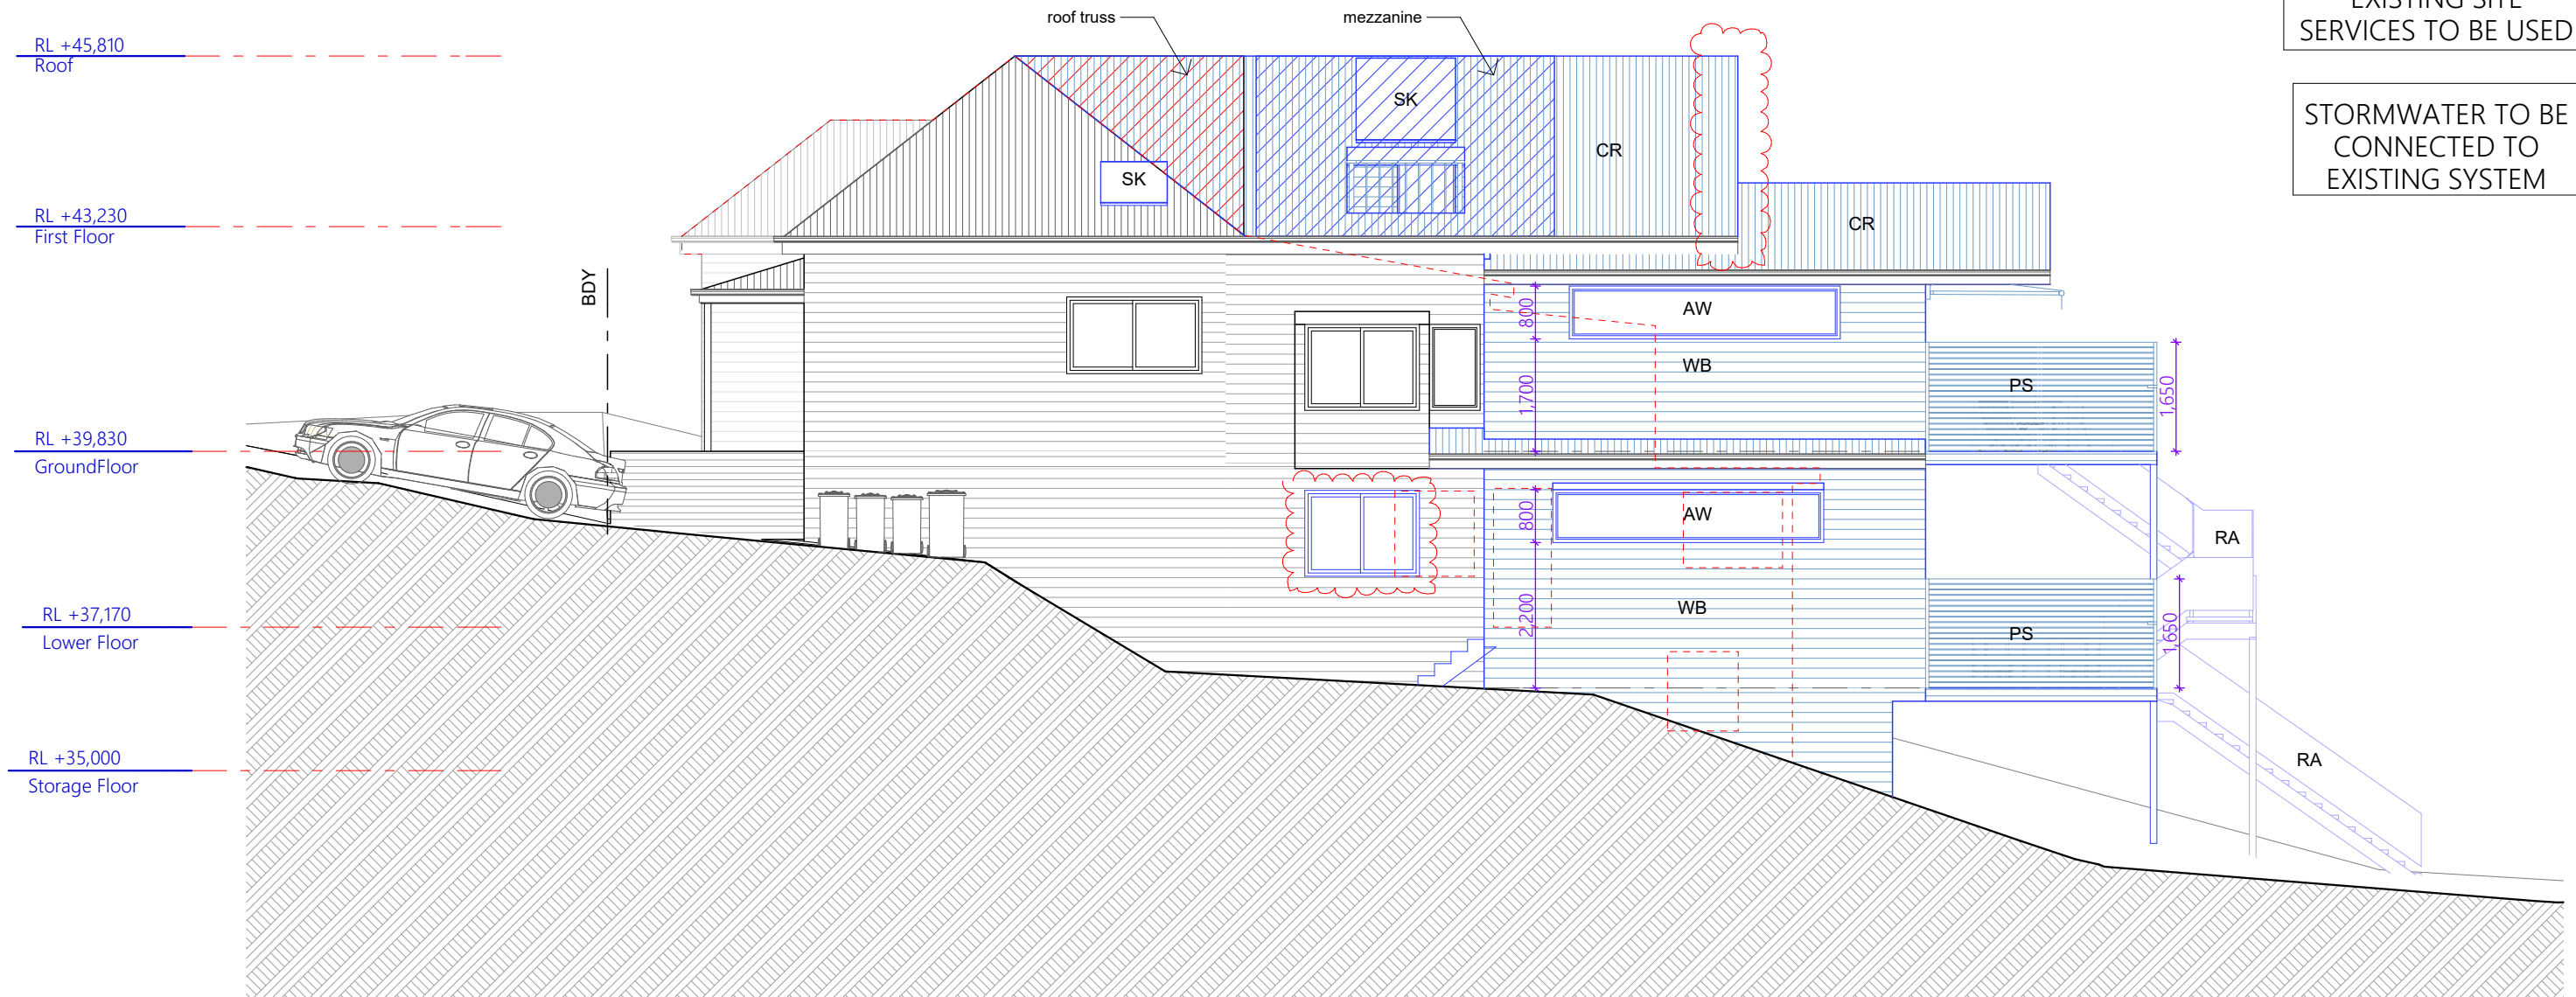 roof truss
mezzanine
EXISTING SITE
SERVICES TO BE USED
RL +45,810
Roof
SK
STORMWATER TO BE
CONNECTED TO
EXISTING SYSTEM
CR
SK
RL +43,230
First Floor
CR
BDY
800
AW
WB
1,700
PS
1,650
RL +39,830
GroundFloor
800
AW
RA
2,200
WB
RL +37,170
Lower Floor
PS
1,650
RL +35,000
Storage Floor
RA